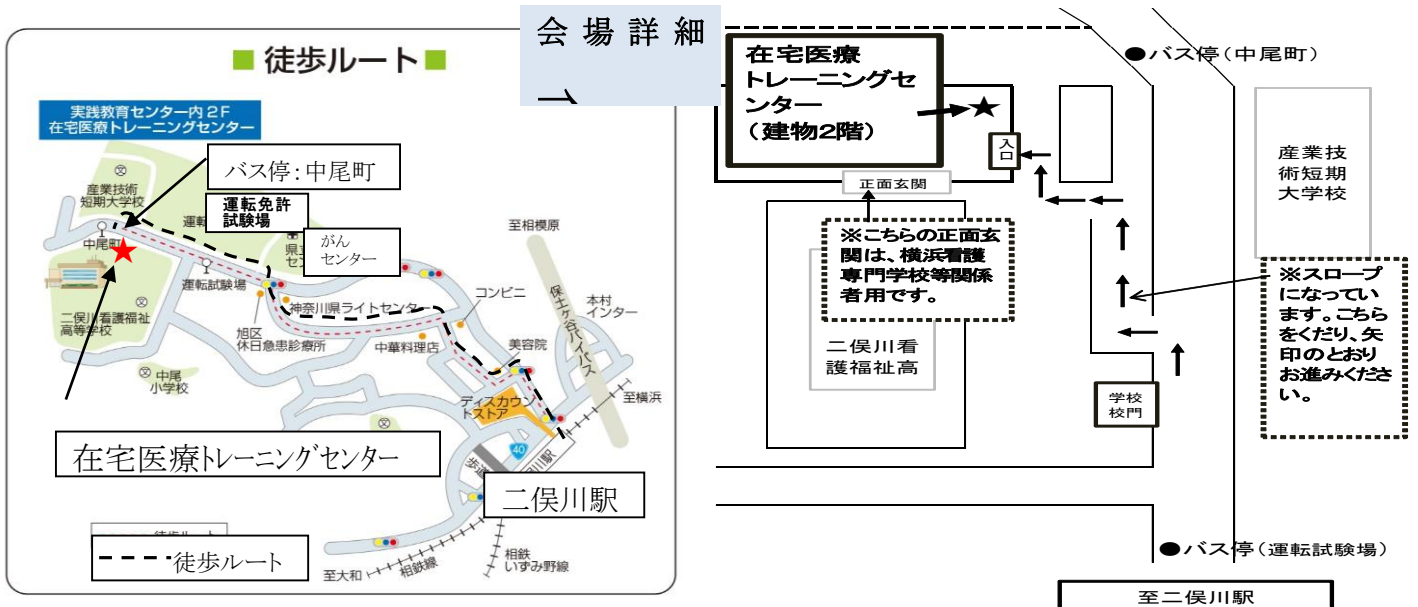 会場詳細
→
■ 徒歩ルート ■
実践教育センター内2F
在宅医療トレーニングセンター
バス停：中尾町
産業技術
短期大学校
運転免許
試験場
がん
センター
至相模原
中尾町
運転試験場
神奈川県ライトセンター
コンビニ
本村
インター
保土ヶ谷バイパス
二俣川看護福祉
高等学校
旭区
休日急患診療所
中華料理店
美容院
中尾
小学校
ディスカウン
トストア
至横浜
在宅医療トレーニングセンター
40
二俣川駅
徒歩ルート
至大和
相鉄線
相鉄
いずみ野線
●バス停(中尾町)
在宅医療
トレーニングセ
ンター
(建物2階)
入口
正面玄関
産業技
術短期
大学校
※こちらの正面玄
関は、横浜看護
専門学校等関係
者用です。
※スロープ
になってい
ます。こちら
をくだり、矢
印のとおり
お進みくださ
い。
二俣川看
護福祉高
学校
校門
●バス停(運転試験場)
至二俣川駅